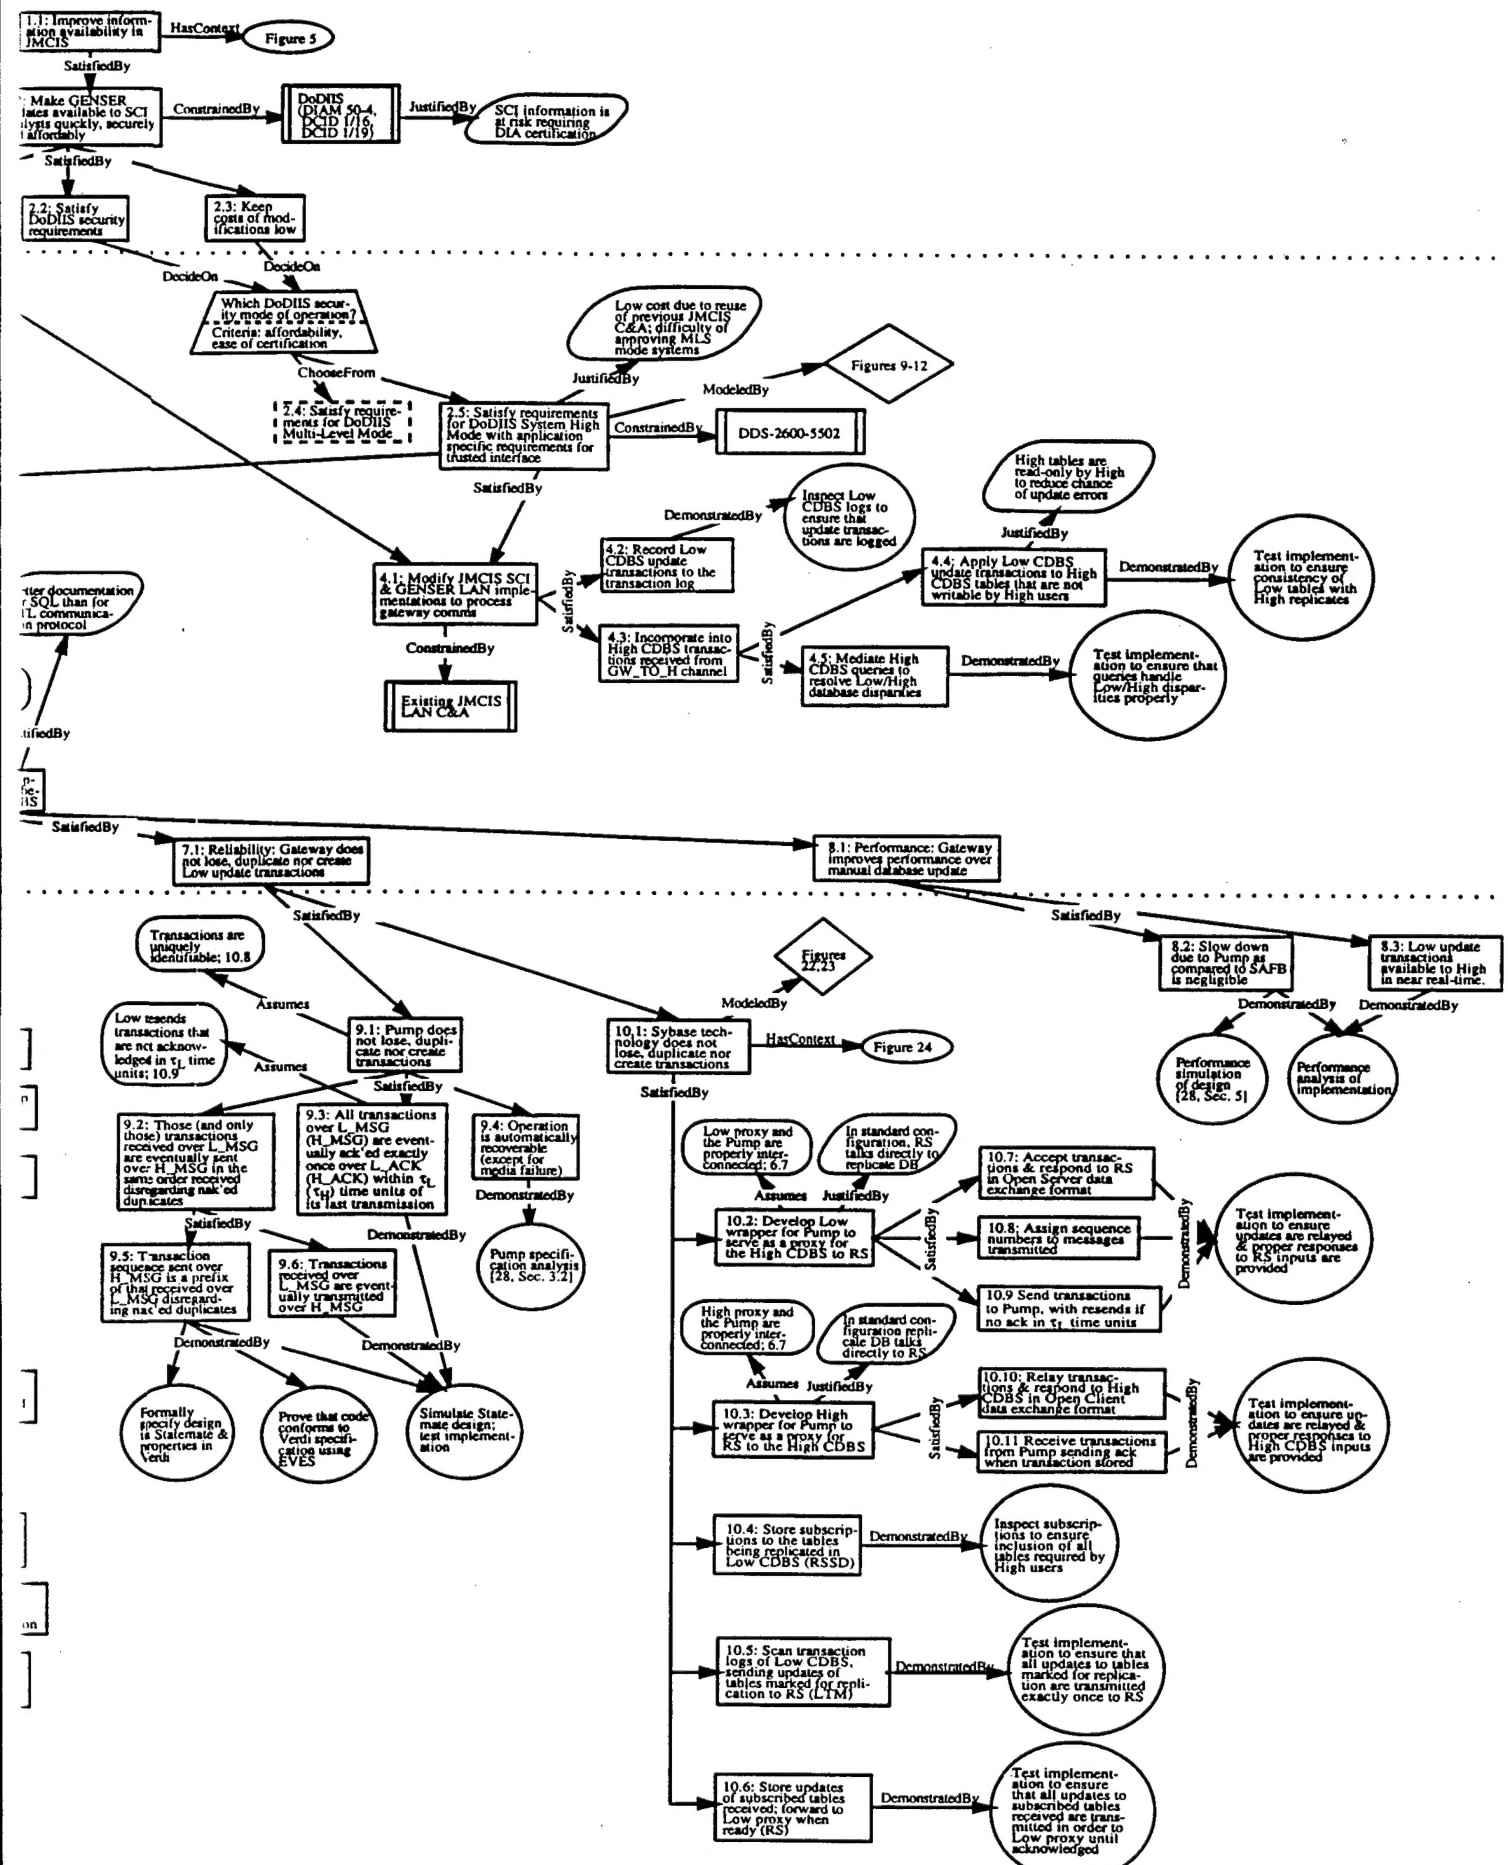 1.1: Improve inform-
ation availability in
JMCIS
HasContext
Figure 5
SatisfiedBy
: Make GENSER
lates available to SCI
lysts quickly, securely
affordably
ConstrainedBy
DoDIIS
(DIAM 50-4,
DCID 1/16,
DCID 1/19)
JustifiedBy
SCI information is
at risk requiring
DIA certification
SatisfiedBy
2.2: Satisfy
DoDIIS security
requirements
2.3: Keep
costs of mod-
ifications low
DecideOn
DecideOn
Which DoDIIS secur-
ity mode of operation?
Criteria: affordability,
ease of certification
ChooseFrom
Low cost due to reuse
of previous JMCIS
C&A; difficulty of
approving MLS
mode systems
JustifiedBy
ModeledBy
Figures 9-12
2.4: Satisfy require-
ments for DoDIIS
Multi-Level Mode
2.5: Satisfy requirements
for DoDIIS System High
Mode with application
specific requirements for
trusted interface
ConstrainedBy
DDS-2600-5502
SatisfiedBy
High tables are
read-only by High
to reduce chance
of update errors
JustifiedBy
Inspect Low
CDBS logs to
ensure that
update transac-
tions are logged
DemonstratedBy
4.1: Modify JMCIS SCI
& GENSER LAN imple-
mentations to process
gateway comms
SatisfiedBy
4.2: Record Low
CDBS update
transactions to the
transaction log
4.3: Incorporate into
High CDBS transac-
tions received from
GW_TO_H channel
SatisfiedBy
4.4: Apply Low CDBS
update transactions to High
CDBS tables that are not
writable by High users
DemonstratedBy
Test implement-
ation to ensure
consistency of
Low tables with
High replicates
4.5: Mediate High
CDBS queries to
resolve Low/High
database disparities
DemonstratedBy
Test implement-
ation to ensure that
queries handle
Low/High dispar-
ities properly
ConstrainedBy
Existing JMCIS
LAN C&A
tter documentation
r SQL than for
TL communica-
n protocol
tifiedBy
p-
be-
BS
SatisfiedBy
7.1: Reliability: Gateway does
not lose, duplicate nor create
Low update transactions
8.1: Performance: Gateway
improves performance over
manual database update
SatisfiedBy
SatisfiedBy
Transactions are
uniquely
identifiable; 10.8
Assumes
Low resends
transactions that
are not acknow-
ledged in τL time
units; 10.9
Assumes
9.1: Pump does
not lose, dupli-
cate nor create
transactions
SatisfiedBy
Figures
22,23
ModeledBy
10,1: Sybase tech-
nology does not
lose, duplicate nor
create transactions
HasContext
Figure 24
SatisfiedBy
8.2: Slow down
due to Pump as
compared to SAFB
is negligible
8.3: Low update
transactions
available to High
in near real-time.
DemonstratedBy
DemonstratedBy
Performance
simulation
of design
[28, Sec. 5]
Performance
analysis of
implementation
9.2: Those (and only
those) transactions
received over L_MSG
are eventually sent
over H_MSG in the
same order received
disregarding nak'ed
duplicates
9.3: All transactions
over L_MSG
(H_MSG) are event-
ually ack'ed exactly
once over L_ACK
(H_ACK) within τL
(τH) time units of
its last transmission
9.4: Operation
is automatically
recoverable
(except for
media failure)
DemonstratedBy
Pump specifi-
cation analysis
[28, Sec. 3.2]
SatisfiedBy
DemonstratedBy
9.5: Transaction
sequence sent over
H_MSG is a prefix
of that received over
L_MSG disregard-
ing nak'ed duplicates
9.6: Transactions
received over
L_MSG are event-
ually transmitted
over H_MSG
DemonstratedBy
DemonstratedBy
Formally
specify design
in Statemate &
properties in
Verdi
Prove that code
conforms to
Verdi specifi-
cation using
EVES
Simulate State-
mate design;
test implement-
ation
Low proxy and
the Pump are
properly inter-
connected; 6.7
In standard con-
figuration, RS
talks directly to
replicate DB
Assumes
JustifiedBy
10.2: Develop Low
wrapper for Pump to
serve as a proxy for
the High CDBS to RS
SatisfiedBy
10.7: Accept transac-
tions & respond to RS
in Open Server data
exchange format
10.8: Assign sequence
numbers to messages
transmitted
10.9 Send transactions
to Pump, with resends if
no ack in τL time units
DemonstratedBy
Test implement-
ation to ensure
updates are relayed
& proper responses
to RS inputs are
provided
High proxy and
the Pump are
properly inter-
connected; 6.7
In standard con-
figuration repli-
cate DB talks
directly to RS
Assumes
JustifiedBy
10.3: Develop High
wrapper for Pump to
serve as a proxy for
RS to the High CDBS
SatisfiedBy
10.10: Relay transac-
tions & respond to High
CDBS in Open Client
data exchange format
10.11 Receive transactions
from Pump sending ack
when transaction stored
DemonstratedBy
Test implement-
ation to ensure up-
dates are relayed &
proper responses to
High CDBS inputs
are provided
10.4: Store subscrip-
tions to the tables
being replicated in
Low CDBS (RSSD)
DemonstratedBy
Inspect subscrip-
tions to ensure
inclusion of all
tables required by
High users
on
10.5: Scan transaction
logs of Low CDBS,
sending updates of
tables marked for repli-
cation to RS (LTM)
DemonstratedBy
Test implement-
ation to ensure that
all updates to tables
marked for replica-
tion are transmitted
exactly once to RS
10.6: Store updates
of subscribed tables
received; forward to
Low proxy when
ready (RS)
DemonstratedBy
Test implement-
ation to ensure
that all updates to
subscribed tables
received are trans-
mitted in order to
Low proxy until
acknowledged